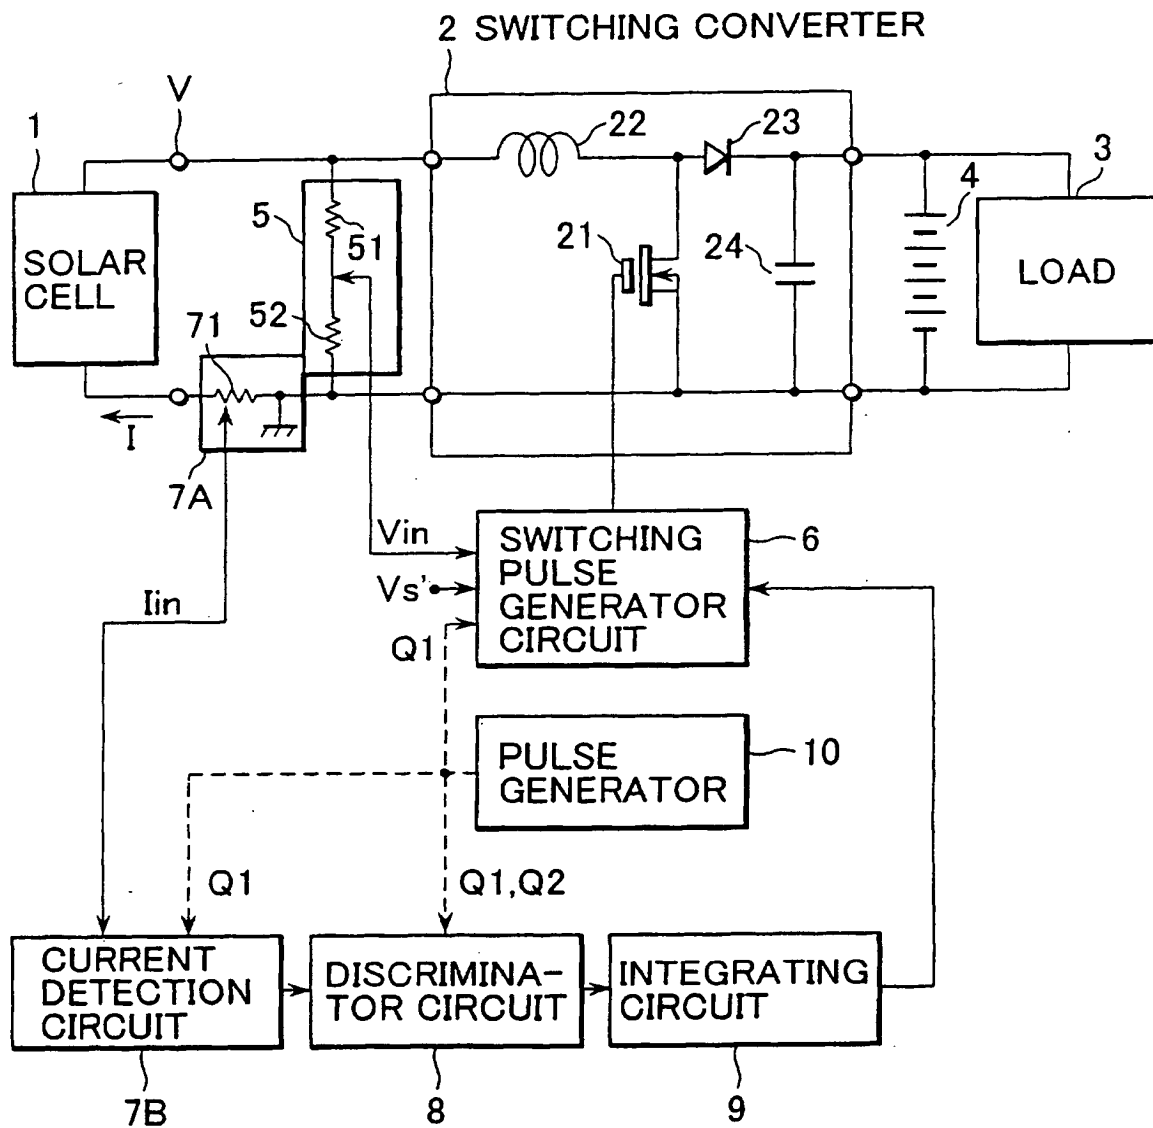 2 SWITCHING CONVERTER
V
1
22
23
3
4
5
51
21
24
SOLAR
CELL
LOAD
52
71
I
7A
Vin
SWITCHING
PULSE
GENERATOR
CIRCUIT
6
Vs'
Iin
Q1
PULSE
GENERATOR
10
Q1
Q1,Q2
CURRENT
DETECTION
CIRCUIT
DISCRIMINA-
TOR CIRCUIT
INTEGRATING
CIRCUIT
7B
8
9